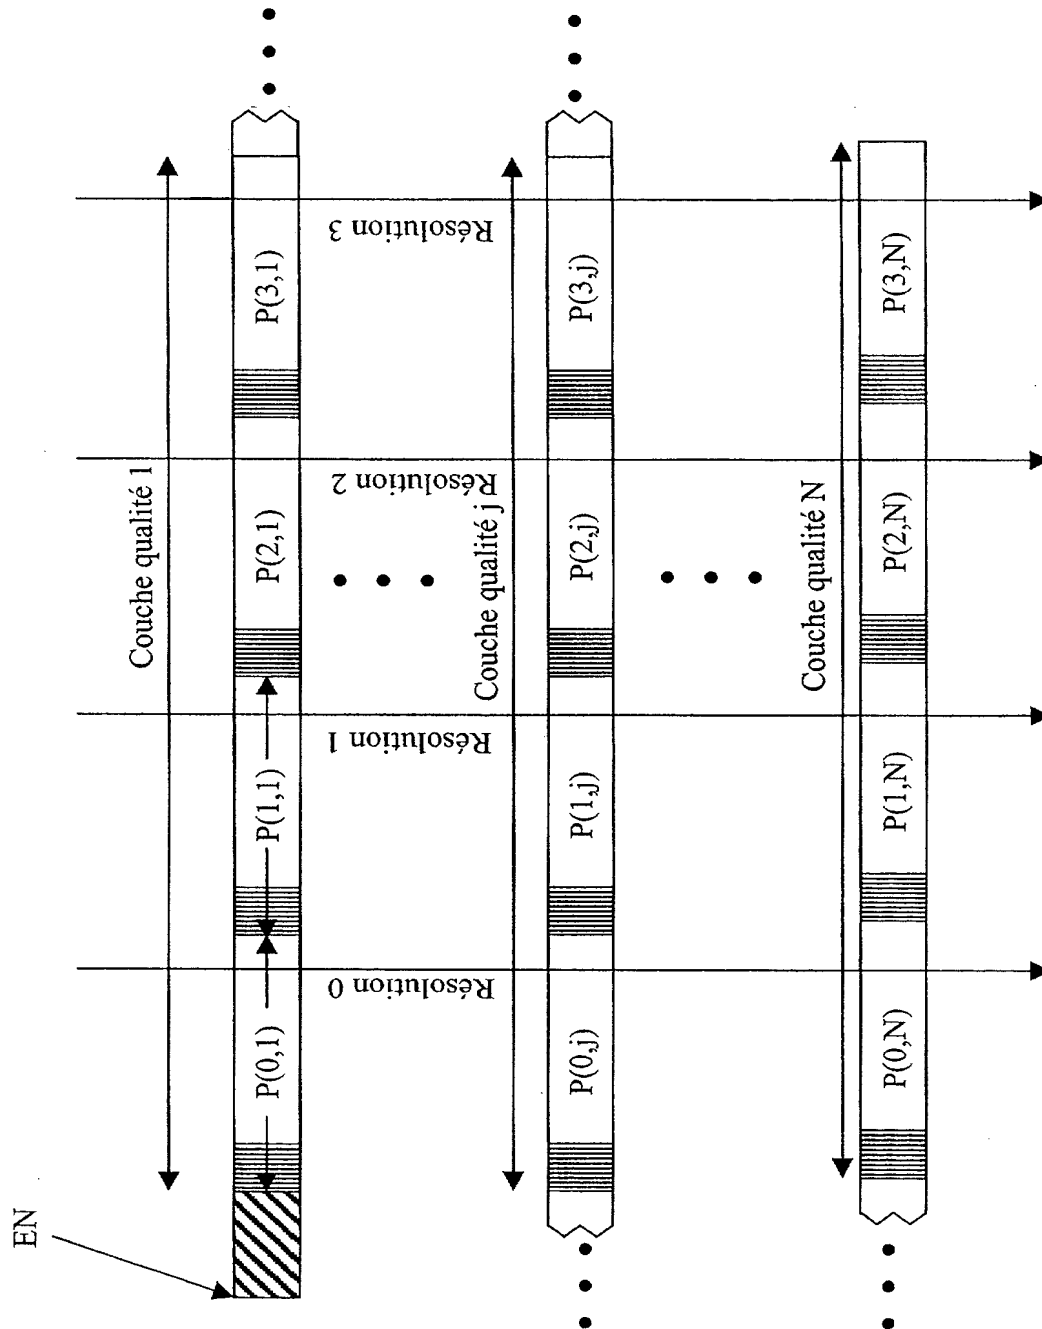 EN
Couche qualité 1
P(0,1)
P(1,1)
P(2,1)
P(3,1)
Résolution 0
Résolution 1
Résolution 2
Résolution 3
Couche qualité j
P(0,j)
P(1,j)
P(2,j)
P(3,j)
Couche qualité N
P(0,N)
P(1,N)
P(2,N)
P(3,N)